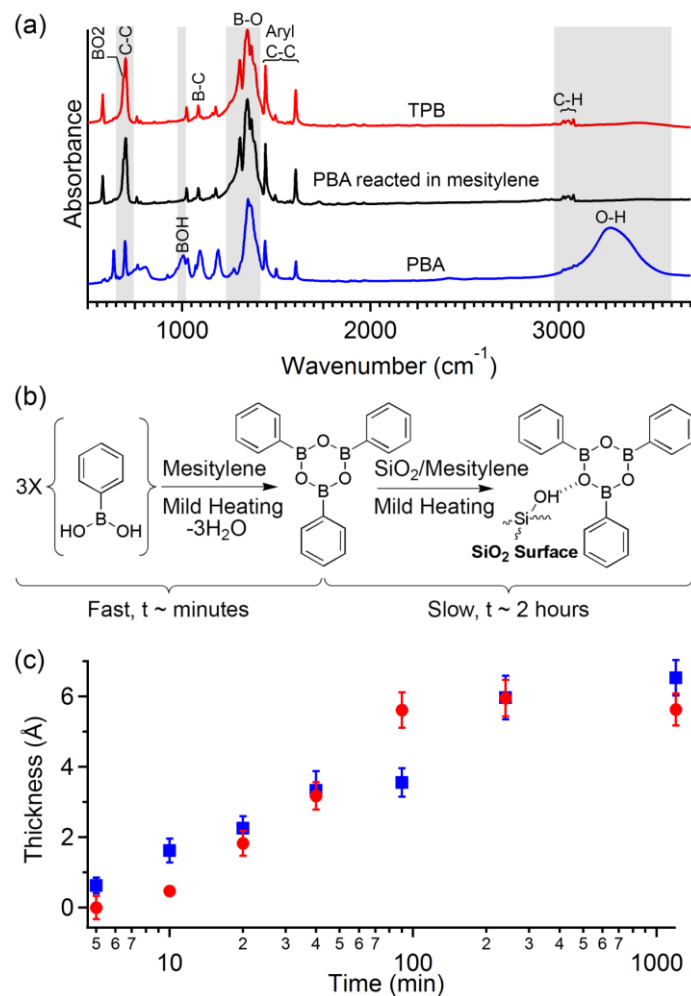 (a)
BO2
C-C
B-C
B-O
Aryl
C-C
C-H
TPB
PBA reacted in mesitylene
BOH
O-H
PBA
Absorbance
1000 2000 3000
Wavenumber (cm⁻¹)
(b)
3X
B
HO OH
Mesitylene
Mild Heating
-3H₂O
O
B B
O O
B
SiO₂/Mesitylene
Mild Heating
O
B B
O O
B
OH
Si
SiO₂ Surface
Fast, t ~ minutes
Slow, t ~ 2 hours
(c)
Thickness (Å)
6
4
2
0
5 6 7 10 2 3 4 5 6 7 100 2 3 4 5 6 7 1000
Time (min)